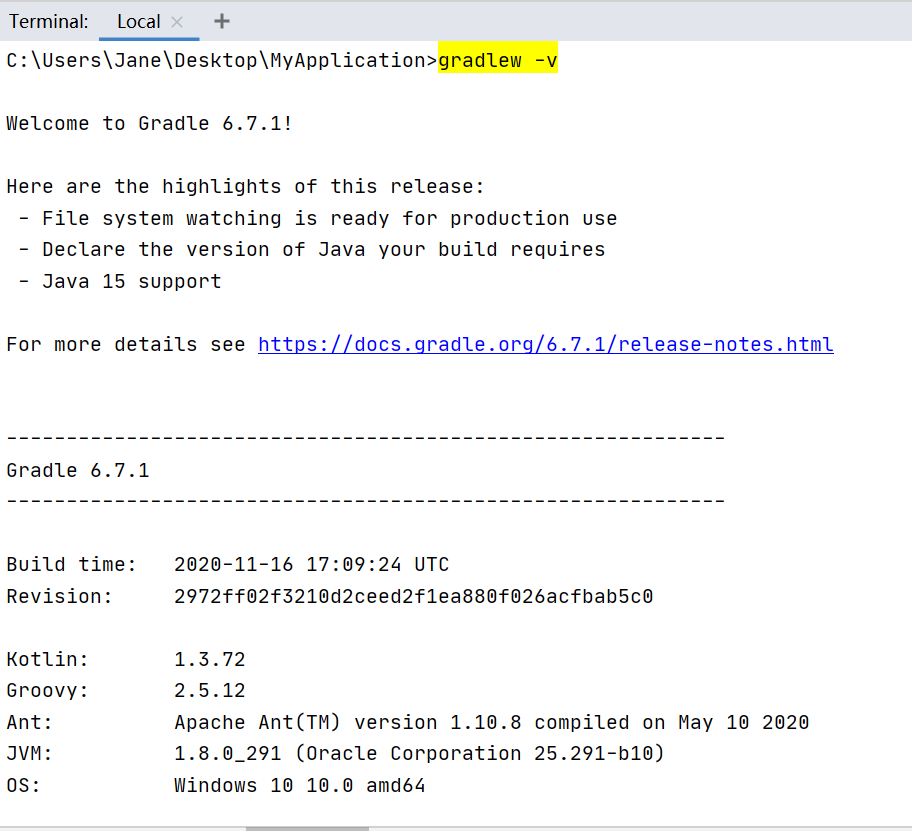 Terminal: Local × +
C:\Users\Jane\Desktop\MyApplication>gradlew -v
Welcome to Gradle 6.7.1!
Here are the highlights of this release:
- File system watching is ready for production use
- Declare the version of Java your build requires
- Java 15 support
For more details see https://docs.gradle.org/6.7.1/release-notes.html
------------------------------------------------------------
Gradle 6.7.1
------------------------------------------------------------
Build time:   2020-11-16 17:09:24 UTC
Revision:     2972ff02f3210d2ceed2f1ea880f026acfbab5c0
Kotlin:       1.3.72
Groovy:       2.5.12
Ant:          Apache Ant(TM) version 1.10.8 compiled on May 10 2020
JVM:          1.8.0_291 (Oracle Corporation 25.291-b10)
OS:           Windows 10 10.0 amd64